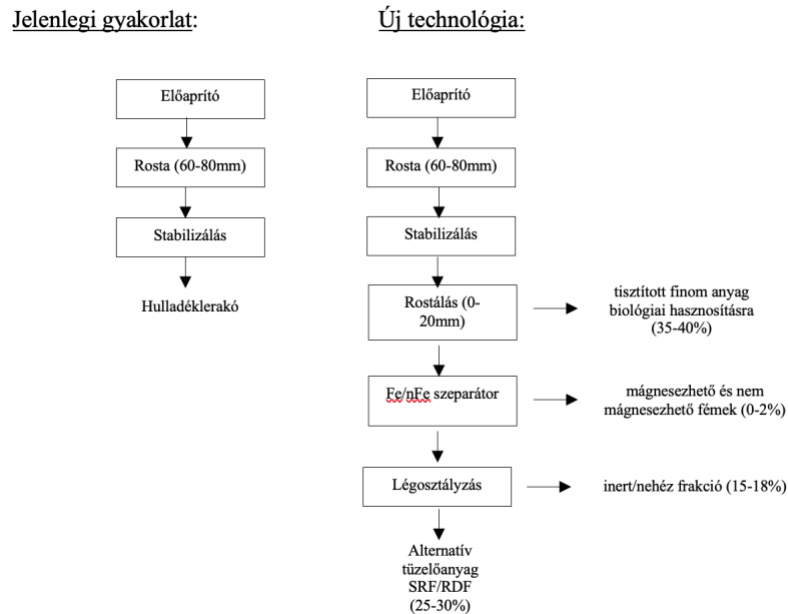 Jelenlegi gyakorlat:
Új technológia:
Előaprító
Rosta (60-80mm)
Stabilizálás
Hulladéklerakó
Előaprító
Rosta (60-80mm)
Stabilizálás
Rostálás (0-
20mm)
tisztított finom anyag
biológiai hasznosításra
(35-40%)
Fe/nFe szeparátor
mágnesezhető és nem
mágnesezhető fémek (0-2%)
Légosztályzás
inert/nehéz frakció (15-18%)
Alternatív
tüzelőanyag
SRF/RDF
(25-30%)